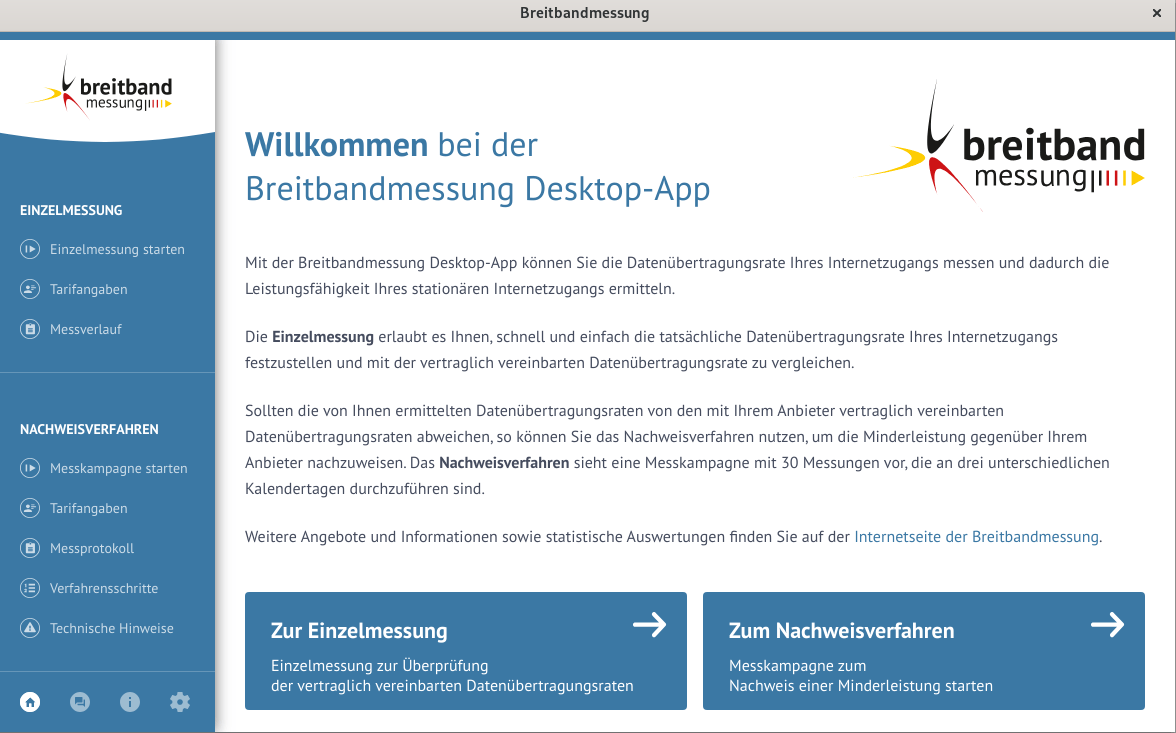 Breitbandmessung
breitband
messung
EINZELMESSUNG
Einzelmessung starten
Tarifangaben
Messverlauf
NACHWEISVERFAHREN
Messkampagne starten
Tarifangaben
Messprotokoll
Verfahrensschritte
Technische Hinweise
Willkommen bei der
Breitbandmessung Desktop-App
breitband
messung
Mit der Breitbandmessung Desktop-App können Sie die Datenübertragungsrate Ihres Internetzugangs messen und dadurch die
Leistungsfähigkeit Ihres stationären Internetzugangs ermitteln.
Die Einzelmessung erlaubt es Ihnen, schnell und einfach die tatsächliche Datenübertragungsrate Ihres Internetzugangs
festzustellen und mit der vertraglich vereinbarten Datenübertragungsrate zu vergleichen.
Sollten die von Ihnen ermittelten Datenübertragungsraten von den mit Ihrem Anbieter vertraglich vereinbarten
Datenübertragungsraten abweichen, so können Sie das Nachweisverfahren nutzen, um die Minderleistung gegenüber Ihrem
Anbieter nachzuweisen. Das Nachweisverfahren sieht eine Messkampagne mit 30 Messungen vor, die an drei unterschiedlichen
Kalendertagen durchzuführen sind.
Weitere Angebote und Informationen sowie statistische Auswertungen finden Sie auf der Internetseite der Breitbandmessung.
Zur Einzelmessung
Einzelmessung zur Überprüfung
der vertraglich vereinbarten Datenübertragungsraten
Zum Nachweisverfahren
Messkampagne zum
Nachweis einer Minderleistung starten